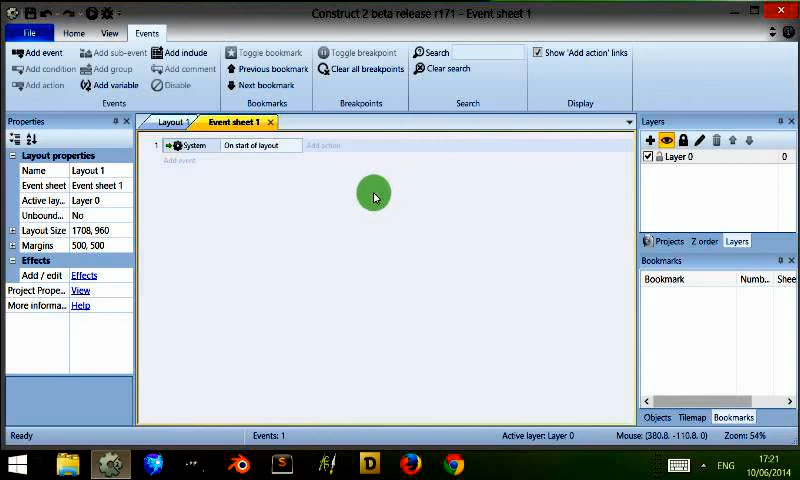 Construct 2 beta release r171 - Event sheet 1
File Home View Events
Add event Add sub-event Add include Toggle bookmark Toggle breakpoint Search Show 'Add action' links
Add condition Add group Add comment Previous bookmark Clear all breakpoints Clear search
Add action Add variable Disable Next bookmark
Events Bookmarks Breakpoints Search Display
Properties Layout 1 Event sheet 1 Layers
1 System On start of layout Add action
Add event
Layout properties
Name Layout 1
Event sheet Event sheet 1
Active lay... Layer 0
Unbound... No
Layout Size 1708, 960
Margins 500, 500
Effects
Add / edit Effects
Project Prope... View
More informa... Help
Layer 0 0
Projects Z order Layers
Bookmarks
Bookmark Numb... Shee
Objects Tilemap Bookmarks
Ready Events: 1 Active layer: Layer 0 Mouse: (380.8, -110.8, 0) Zoom: 54%
S D ENG 17:21
10/06/2014